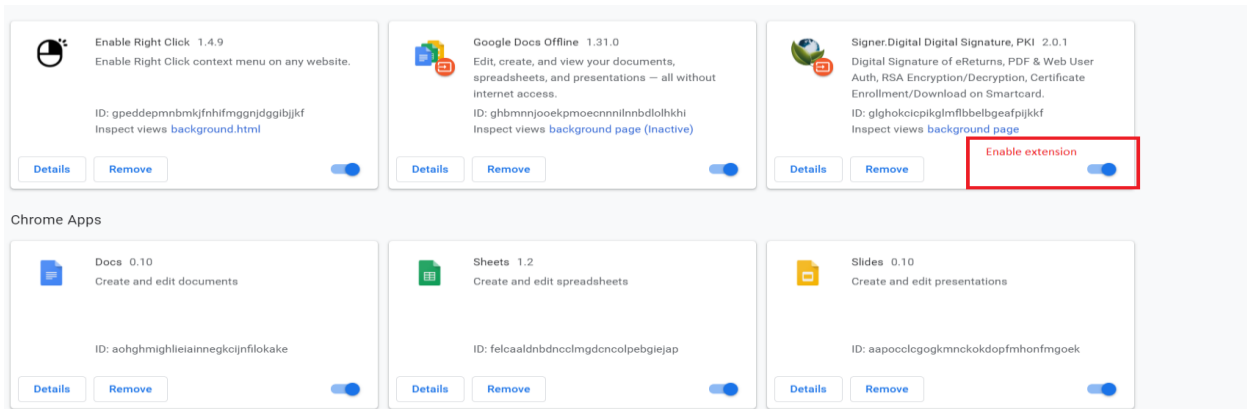 Enable Right Click 1.4.9
Enable Right Click context menu on any website.
ID: gpeddepmnbmkjfnhifmggnjdggibjjkf
Inspect views background.html
Details Remove
Google Docs Offline 1.31.0
Edit, create, and view your documents,
spreadsheets, and presentations — all without
internet access.
ID: ghbmnnjooekpmoecnnnilnnbdlolhkhi
Inspect views background page (Inactive)
Details Remove
Signer.Digital Digital Signature, PKI 2.0.1
Digital Signature of eReturns, PDF & Web User
Auth, RSA Encryption/Decryption, Certificate
Enrollment/Download on Smartcard.
ID: glghokcicpikglmflbbelbgeafpijkkf
Inspect views background page
Enable extension
Details Remove
Chrome Apps
Docs 0.10
Create and edit documents
ID: aohghmighlieiainnegkcijnfilokake
Details Remove
Sheets 1.2
Create and edit spreadsheets
ID: felcaaldnbdncclmgdcncolpebgiejap
Details Remove
Slides 0.10
Create and edit presentations
ID: aapocclcgogkmnckokdopfmhonfmgoek
Details Remove